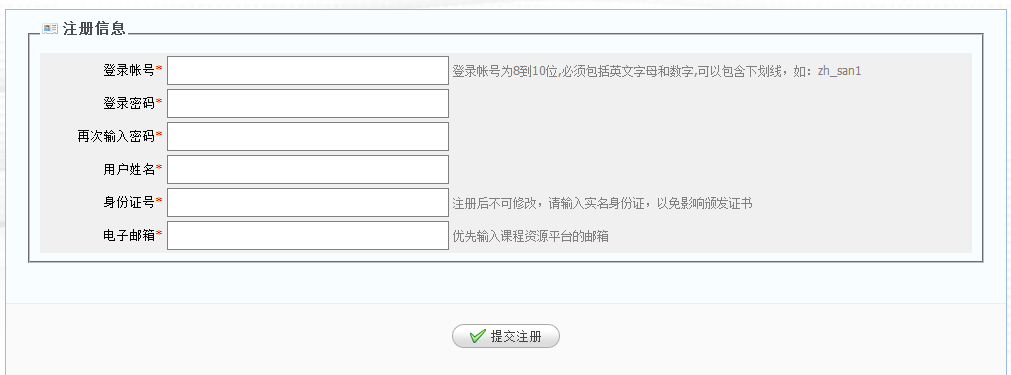 注册信息
登录帐号* 登录帐号为8到10位,必须包括英文字母和数字,可以包含下划线，如：zh_san1
登录密码*
再次输入密码*
用户姓名*
身份证号* 注册后不可修改，请输入实名身份证，以免影响颁发证书
电子邮箱* 优先输入课程资源平台的邮箱
提交注册